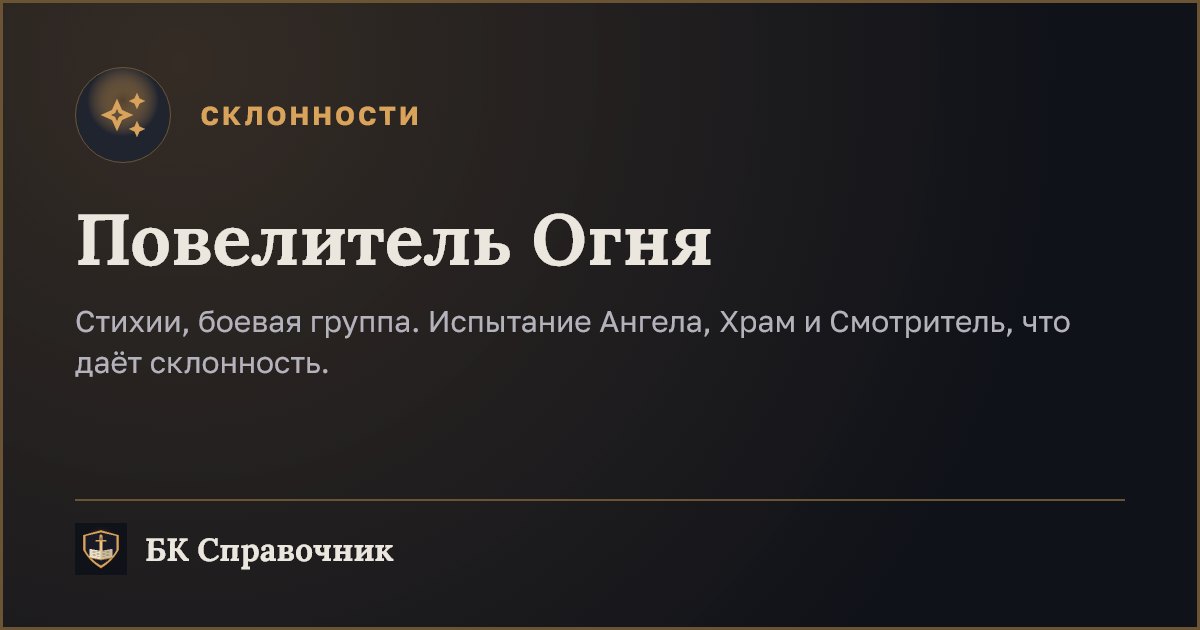 склонности
Повелитель Огня
Стихии, боевая группа. Испытание Ангела, Храм и Смотритель, что
даёт склонность.
БК Справочник